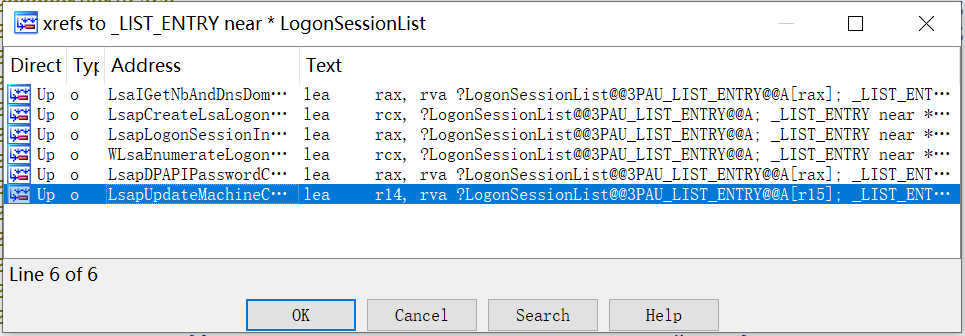 xrefs to _LIST_ENTRY near * LogonSessionList
Direct Typ Address Text
Up o LsaIGetNbAndDnsDom… lea rax, rva ?LogonSessionList@@3PAU_LIST_ENTRY@@A[rax]; _LIST_ENT…
Up o LsapCreateLsaLogon… lea rcx, ?LogonSessionList@@3PAU_LIST_ENTRY@@A; _LIST_ENTRY near *…
Up o LsapLogonSessionIn… lea rax, ?LogonSessionList@@3PAU_LIST_ENTRY@@A; _LIST_ENTRY near *…
Up o WLsaEnumerateLogon… lea rcx, ?LogonSessionList@@3PAU_LIST_ENTRY@@A; _LIST_ENTRY near *…
Up o LsapDPAPIPasswordC… lea rax, rva ?LogonSessionList@@3PAU_LIST_ENTRY@@A[rax]; _LIST_ENT…
Up o LsapUpdateMachineC… lea r14, rva ?LogonSessionList@@3PAU_LIST_ENTRY@@A[r15]; _LIST_ENT…
Line 6 of 6
OK Cancel Search Help